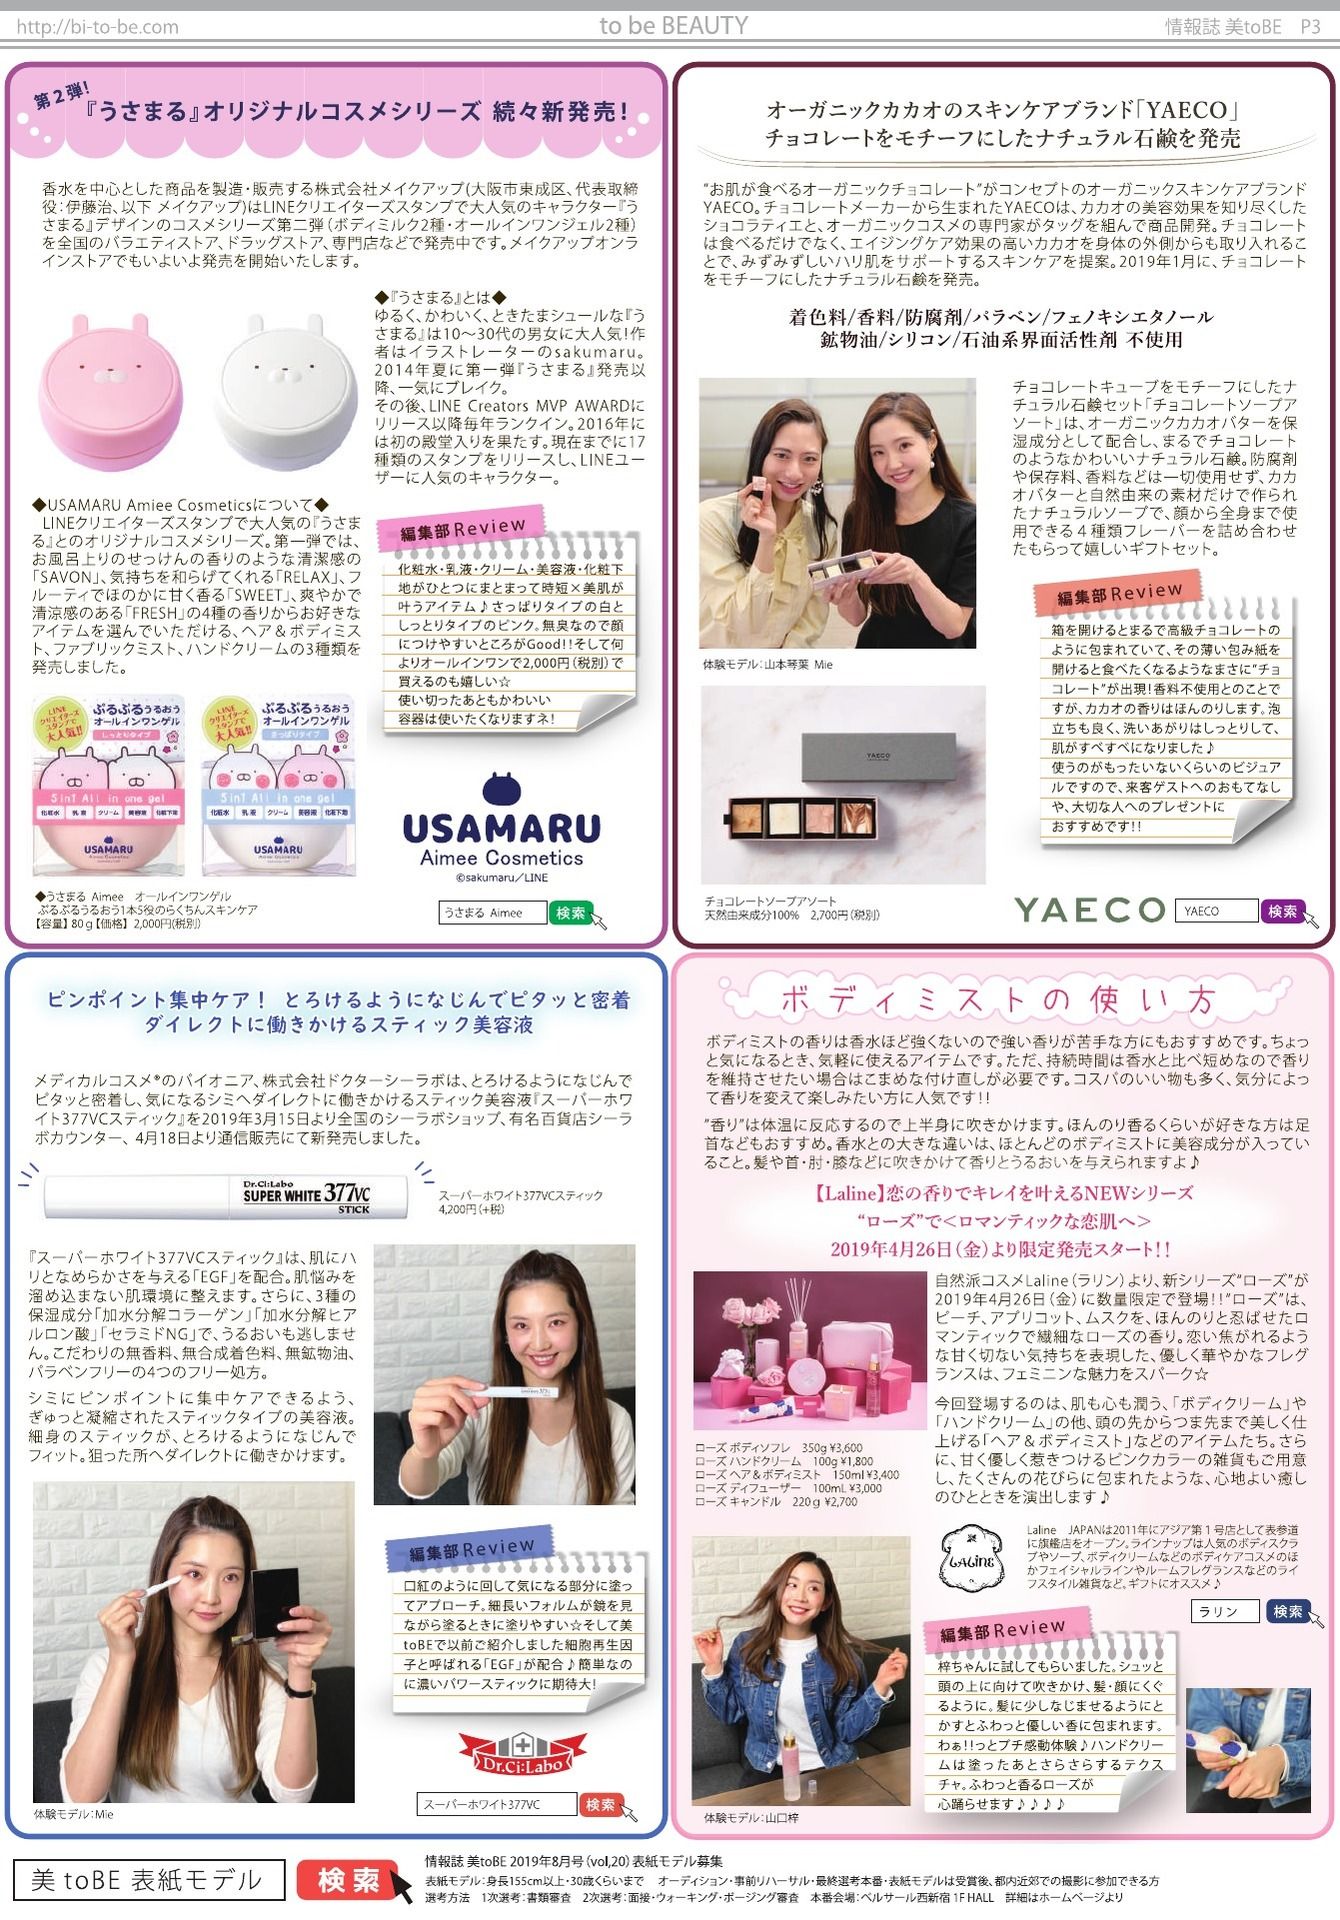 http://bi-to-be.com
to be BEAUTY
情報誌 美toBE P3
第2弾!
『うさまる』オリジナルコスメシリーズ 続々新発売!
香水を中心とした商品を製造・販売する株式会社メイクアップ(大阪市東成区、代表取締
役:伊藤治、以下 メイクアップ)はLINEクリエイターズスタンプで大人気のキャラクター『う
さまる』デザインのコスメシリーズ第二弾(ボディミルク2種・オールインワンジェル2種)
を全国のバラエティストア、ドラッグストア、専門店などで発売中です。メイクアップオンラ
インストアでもいよいよ発売を開始いたします。
◆『うさまる』とは◆
ゆるく、かわいく、ときたまシュールな『う
さまる』は10〜30代の男女に大人気!作
者はイラストレーターのsakumaru。
2014年夏に第一弾『うさまる』発売以
降、一気にブレイク。
その後、LINE Creators MVP AWARDに
リリース以降毎年ランクイン。2016年に
は初の殿堂入りを果たす。現在までに17
種類のスタンプをリリースし、LINEユー
ザーに人気のキャラクター。
◆USAMARU Amiee Cosmeticsについて◆
LINEクリエイターズスタンプで大人気の『うさま
る』とのオリジナルコスメシリーズ。第一弾では、
お風呂上りのせっけんの香りのような清潔感の
「SAVON」、気持ちを和らげてくれる「RELAX」、フ
ルーティでほのかに甘く香る「SWEET」、爽やかで
清涼感のある「FRESH」の4種の香りからお好きな
アイテムを選んでいただける、ヘア&ボディミス
ト、ファブリックミスト、ハンドクリームの3種類を
発売しました。
編集部Review
化粧水・乳液・クリーム・美容液・化粧下
地がひとつにまとまって時短×美肌が
叶うアイテム♪さっぱりタイプの白と
しっとりタイプのピンク。無臭なので顔
につけやすいところがGood!!そして何
よりオールインワンで2,000円(税別)で
買えるのも嬉しい☆
使い切ったあともかわいい
容器は使いたくなりますネ!
LINE
クリエイターズ
スタンプで
大人気!!
ぷるぷるうるおう
オールインワンゲル
しっとりタイプ
5in1 All in one gel
化粧水 乳液 クリーム 美容液 化粧下地
USAMARU
Aimee Cosmetics
LINE
クリエイターズ
スタンプで
大人気!!
ぷるぷるうるおう
オールインワンゲル
さっぱりタイプ
5in1 All in one gel
化粧水 乳液 クリーム 美容液 化粧下地
USAMARU
Aimee Cosmetics
USAMARU
Aimee Cosmetics
©sakumaru/LINE
◆うさまる Aimee オールインワンゲル
ぷるぷるうるおう1本5役のらくちんスキンケア
【容量】80g【価格】2,000円(税別)
うさまる Aimee 検索
オーガニックカカオのスキンケアブランド「YAECO」
チョコレートをモチーフにしたナチュラル石鹸を発売
“お肌が食べるオーガニックチョコレート”がコンセプトのオーガニックスキンケアブランド
YAECO。チョコレートメーカーから生まれたYAECOは、カカオの美容効果を知り尽くした
ショコラティエと、オーガニックコスメの専門家がタッグを組んで商品開発。チョコレート
は食べるだけでなく、エイジングケア効果の高いカカオを身体の外側からも取り入れるこ
とで、みずみずしいハリ肌をサポートするスキンケアを提案。2019年1月に、チョコレート
をモチーフにしたナチュラル石鹸を発売。
着色料/香料/防腐剤/パラベン/フェノキシエタノール
鉱物油/シリコン/石油系界面活性剤 不使用
チョコレートキューブをモチーフにしたナ
チュラル石鹸セット「チョコレートソープア
ソート」は、オーガニックカカオバターを保
湿成分として配合し、まるでチョコレート
のようなかわいいナチュラル石鹸。防腐剤
や保存料、香料などは一切使用せず、カカ
オバターと自然由来の素材だけで作られ
たナチュラルソープで、顔から全身まで使
用できる4種類フレーバーを詰め合わせ
たもらって嬉しいギフトセット。
体験モデル:山本琴菜 Mie
編集部Review
箱を開けるとまるで高級チョコレートの
ように包まれていて、その薄い包み紙を
開けると食べたくなるようなまさに“チョ
コレート”が出現!香料不使用とのことで
すが、カカオの香りはほんのりします。泡
立ちも良く、洗いあがりはしっとりして、
肌がすべすべになりました♪
使うのがもったいないくらいのビジュア
ルですので、来客ゲストへのおもてなし
や、大切な人へのプレゼントに
おすすめです!!
YAECO
チョコレートソープアソート
天然由来成分100% 2,700円(税別)
YAECO YAECO 検索
ピンポイント集中ケア! とろけるようになじんでピタッと密着
ダイレクトに働きかけるスティック美容液
メディカルコスメ®のパイオニア、株式会社ドクターシーラボは、とろけるようになじんで
ピタッと密着し、気になるシミへダイレクトに働きかけるスティック美容液『スーパーホワ
イト377VCスティック』を2019年3月15日より全国のシーラボショップ、有名百貨店シーラ
ボカウンター、4月18日より通信販売にて新発売しました。
Dr.Ci:Labo
SUPER WHITE 377VC
STICK
スーパーホワイト377VCスティック
4,200円(+税)
『スーパーホワイト377VCスティック』は、肌にハ
リとなめらかさを与える「EGF」を配合。肌悩みを
溜め込まない肌環境に整えます。さらに、3種の
保湿成分「加水分解コラーゲン」「加水分解ヒア
ルロン酸」「セラミドNG」で、うるおいも逃しませ
ん。こだわりの無香料、無合成着色料、無鉱物油、
パラベンフリーの4つのフリー処方。
シミにピンポイントに集中ケアできるよう、
ぎゅっと凝縮されたスティックタイプの美容液。
細身のスティックが、とろけるようになじんで
フィット。狙った所へダイレクトに働きかけます。
編集部Review
口紅のように回して気になる部分に塗っ
てアプローチ。細長いフォルムが鏡を見
ながら塗るときに塗りやすい☆そして美
toBEで以前ご紹介しました細胞再生因
子と呼ばれる「EGF」が配合♪簡単なの
に濃いパワースティックに期待大!
Dr.Ci:Labo
体験モデル:Mie
スーパーホワイト377VC 検索
ボディミストの使い方
ボディミストの香りは香水ほど強くないので強い香りが苦手な方にもおすすめです。ちょっ
と気になるとき、気軽に使えるアイテムです。ただ、持続時間は香水と比べ短めなので香り
を維持させたい場合はこまめな付け直しが必要です。コスパのいい物も多く、気分によっ
て香りを変えて楽しみたい方に人気です!!
”香り”は体温に反応するので上半身に吹きかけます。ほんのり香るくらいが好きな方は足
首などもおすすめ。香水との大きな違いは、ほとんどのボディミストに美容成分が入ってい
ること。髪や首・肘・膝などに吹きかけて香りとうるおいを与えられますよ♪
【Laline】恋の香りでキレイを叶えるNEWシリーズ
“ローズ”で<ロマンティックな恋肌へ>
2019年4月26日(金)より限定発売スタート!!
自然派コスメLaline(ラリン)より、新シリーズ“ローズ”が
2019年4月26日(金)に数量限定で登場!!”ローズ”は、
ピーチ、アプリコット、ムスクを、ほんのりと忍ばせたロ
マンティックで繊細なローズの香り。恋い焦がれるよう
な甘く切ない気持ちを表現した、優しく華やかなフレグ
ランスは、フェミニンな魅力をスパーク☆
今回登場するのは、肌も心も潤う、「ボディクリーム」や
「ハンドクリーム」の他、頭の先からつま先まで美しく仕
上げる「ヘア&ボディミスト」などのアイテムたち。さら
に、甘く優しく惹きつけるピンクカラーの雑貨もご用意
し、たくさんの花びらに包まれたような、心地よい癒し
のひとときを演出します♪
ローズ ボディソフレ 350g ¥3,600
ローズ ハンドクリーム 100g ¥1,800
ローズ ヘア&ボディミスト 150ml ¥3,400
ローズ ディフューザー 100mL ¥3,000
ローズ キャンドル 220g ¥2,700
LALINE
Laline JAPANは2011年にアジア第1号店として表参道
に旗艦店をオープン。ラインナップは人気のボディスクラ
ブやソープ、ボディクリームなどのボディケアコスメのほ
かフェイシャルラインやルームフレグランスなどのライ
フスタイル雑貨など。ギフトにオススメ♪
ラリン 検索
編集部Review
梓ちゃんに試してもらいました。シュッと
頭の上に向けて吹きかけ、髪・顔にくぐ
るように。髪に少しなじませるようにと
かすとふわっと優しい香に包まれます。
わぁ!!っとプチ感動体験♪ハンドクリー
ムは塗ったあとさらさらするテクス
チャ。ふわっと香るローズが
心踊らせます♪♪♪♪
体験モデル:山口梓
美 toBE 表紙モデル 検索
情報誌 美toBE 2019年8月号(vol,20)表紙モデル募集
表紙モデル:身長155cm以上・30歳くらいまで オーディション・事前リハーサル・最終選考本番・表紙モデルは受賞後、都内近郊での撮影に参加できる方
選考方法 1次選考:書類審査 2次選考:面接・ウォーキング・ポージング審査 本番会場:ベルサール西新宿 1F HALL 詳細はホームページより